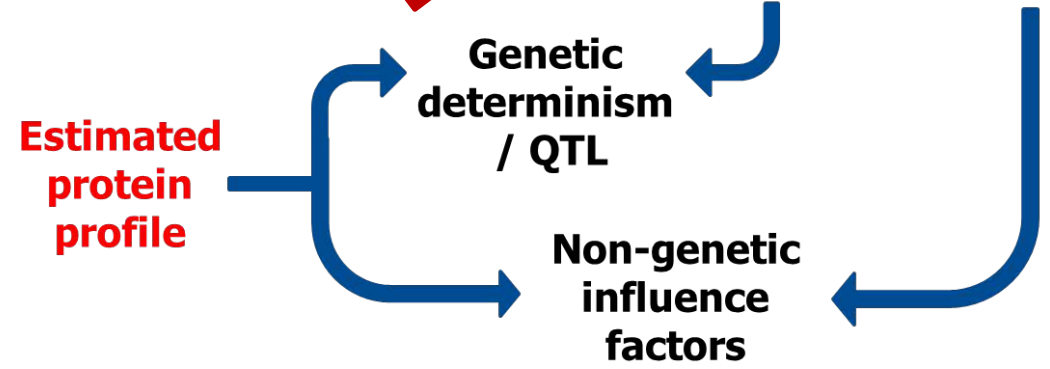 Genetic
determinism
/ QTL
Estimated
protein
profile
Non-genetic
influence
factors